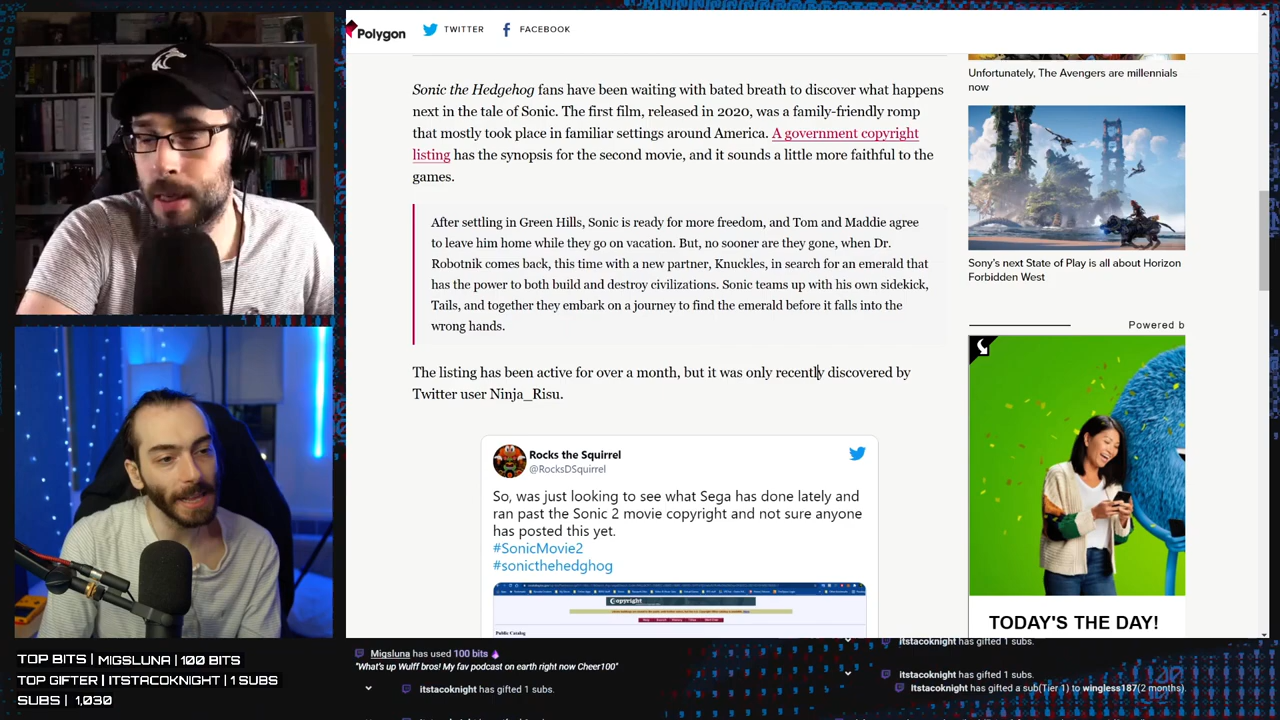 Polygon
TWITTER
FACEBOOK
Sonic the Hedgehog fans have been waiting with bated breath to discover what happens
next in the tale of Sonic. The first film, released in 2020, was a family-friendly romp
that mostly took place in familiar settings around America. A government copyright
listing has the synopsis for the second movie, and it sounds a little more faithful to the
games.
After settling in Green Hills, Sonic is ready for more freedom, and Tom and Maddie agree
to leave him home while they go on vacation. But, no sooner are they gone, when Dr.
Robotnik comes back, this time with a new partner, Knuckles, in search for an emerald that
has the power to both build and destroy civilizations. Sonic teams up with his own sidekick,
Tails, and together they embark on a journey to find the emerald before it falls into the
wrong hands.
The listing has been active for over a month, but it was only recently discovered by
Twitter user Ninja_Risu.
Rocks the Squirrel
@RocksDSquirrel
So, was just looking to see what Sega has done lately and
ran past the Sonic 2 movie copyright and not sure anyone
has posted this yet.
#SonicMovie2
#sonicthehedghog
Copyright
Public Catalog
Unfortunately, The Avengers are millennials
now
Sony's next State of Play is all about Horizon
Forbidden West
Powered b
TODAY'S THE DAY!
TOP BITS | MIGSLUNA | 100 BITS
TOP GIFTER | ITSTACOKNIGHT | 1 SUBS
SUBS | 1,030
Migsluna has used 100 bits
"What's up Wulff bros! My fav podcast on earth right now Cheer100"
itstacoknight has gifted 1 subs.
itstacoknight has gifted 1 subs.
itstacoknight has gifted 1 subs.
Itstacoknight has gifted a sub(Tier 1) to wingless187(2 months).